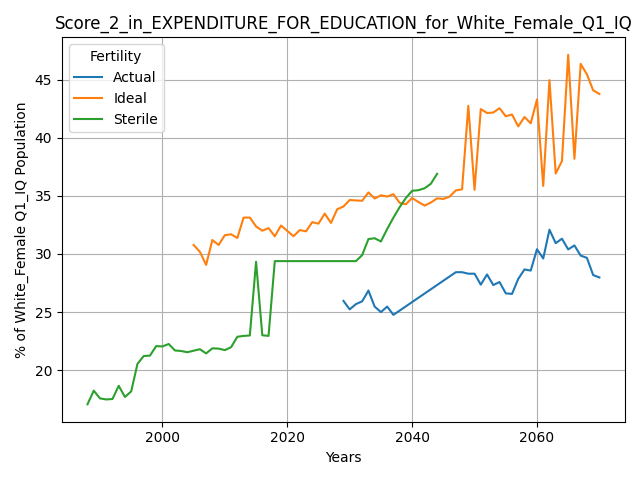 Score_2_in_EXPENDITURE_FOR_EDUCATION_for_White_Female_Q1_IQ
Fertility
Actual
Ideal
Sterile
% of White_Female Q1_IQ Population
45
40
35
30
25
20
2000
2020
2040
2060
Years